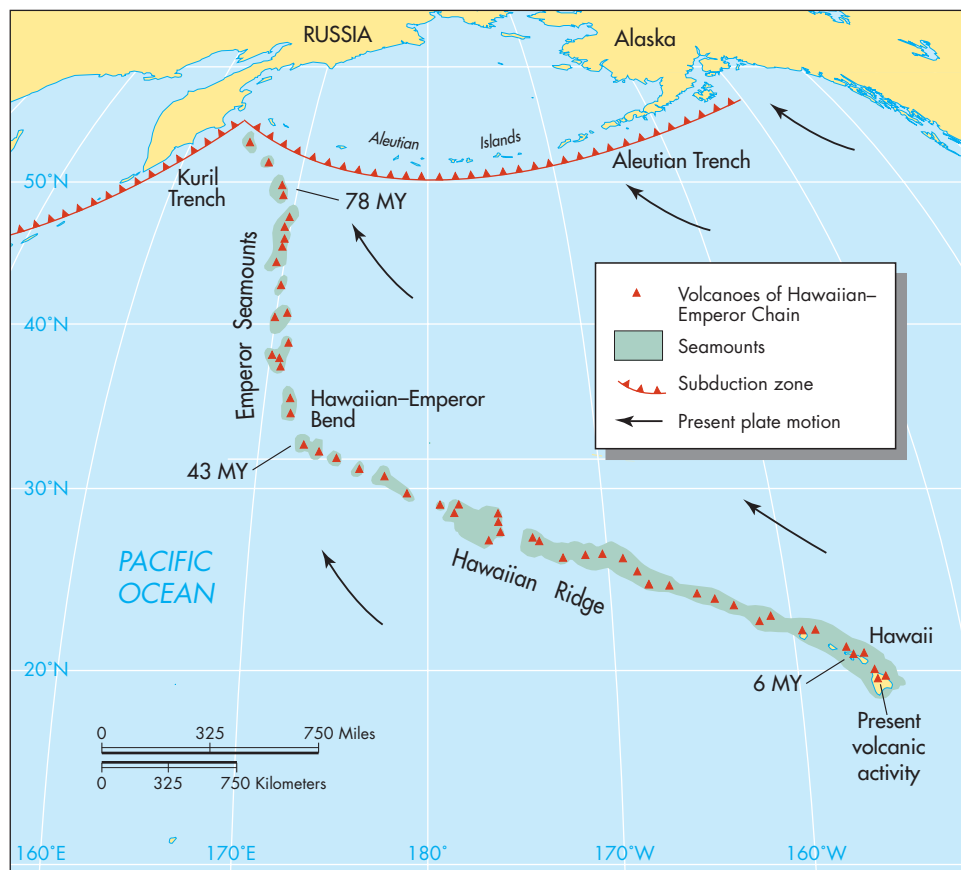 RUSSIA
Alaska
Aleutian
Islands
Aleutian Trench
50°N
Kuril
Trench
78 MY
Emperor Seamounts
Volcanoes of Hawaiian–
Emperor Chain
Seamounts
Subduction zone
Present plate motion
40°N
Hawaiian–Emperor
Bend
43 MY
30°N
PACIFIC
OCEAN
Hawaiian Ridge
Hawaii
20°N
6 MY
Present
volcanic
activity
0 325 750 Miles
0 325 750 Kilometers
160°E 170°E 180° 170°W 160°W